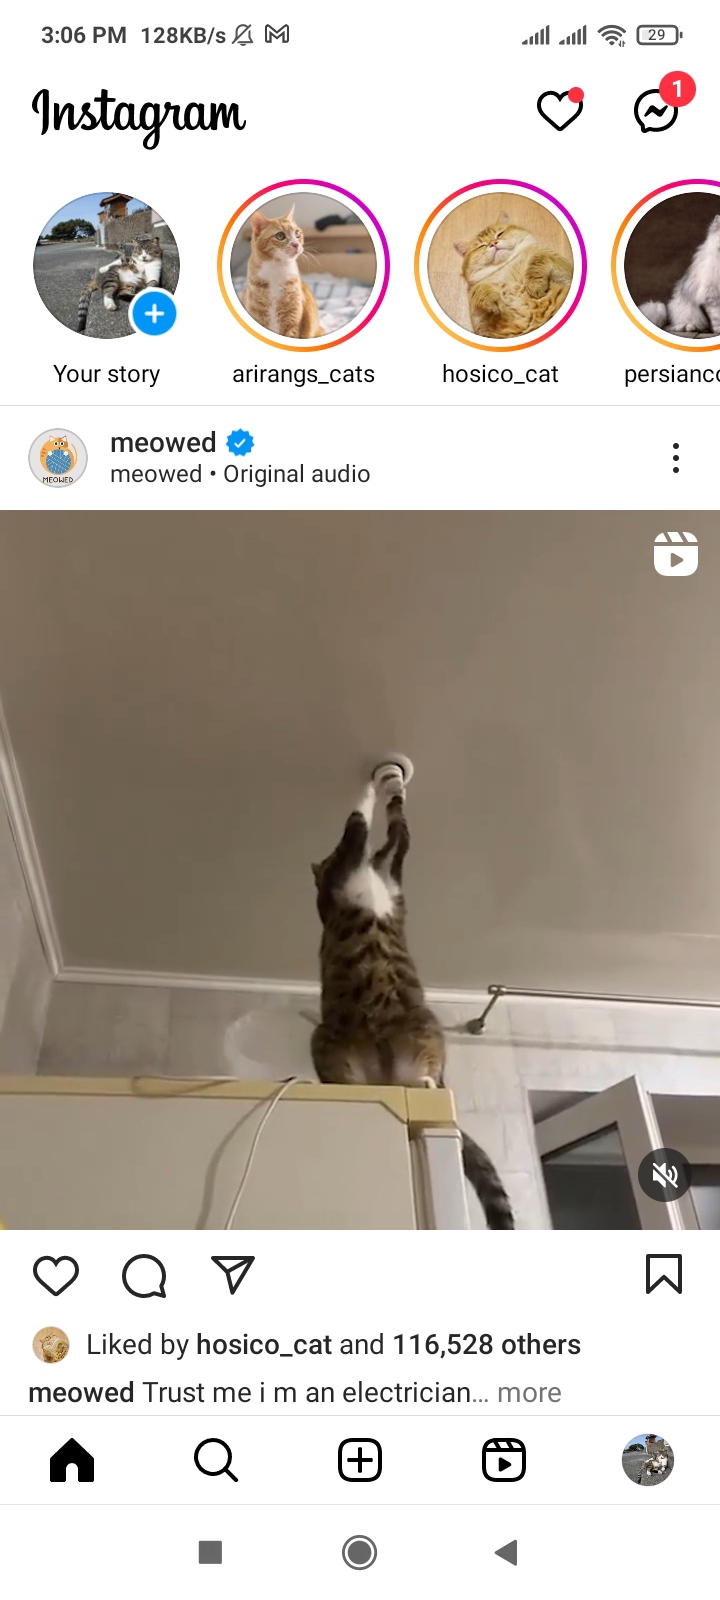 3:06 PM 128KB/s 29
Instagram 1
Your story arirangs_cats hosico_cat persianc
meowed
meowed • Original audio
MEOWED
Liked by hosico_cat and 116,528 others
meowed Trust me i m an electrician... more